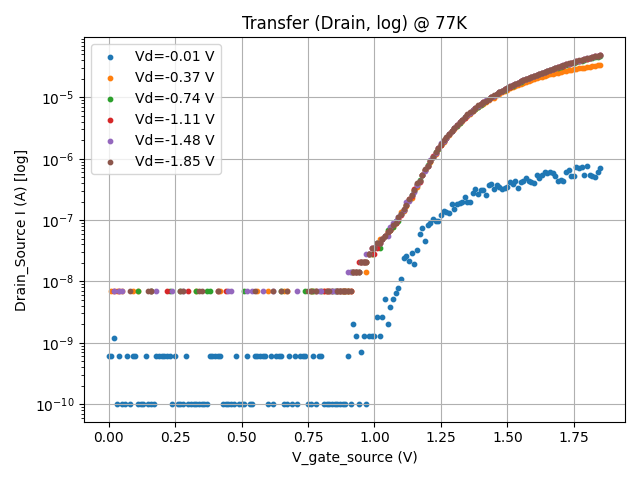 Transfer (Drain, log) @ 77K
Vd=-0.01 V
Vd=-0.37 V
Vd=-0.74 V
Vd=-1.11 V
Vd=-1.48 V
Vd=-1.85 V
Drain_Source I (A) [log]
10⁻⁵
10⁻⁶
10⁻⁷
10⁻⁸
10⁻⁹
10⁻¹⁰
0.00 0.25 0.50 0.75 1.00 1.25 1.50 1.75
V_gate_source (V)